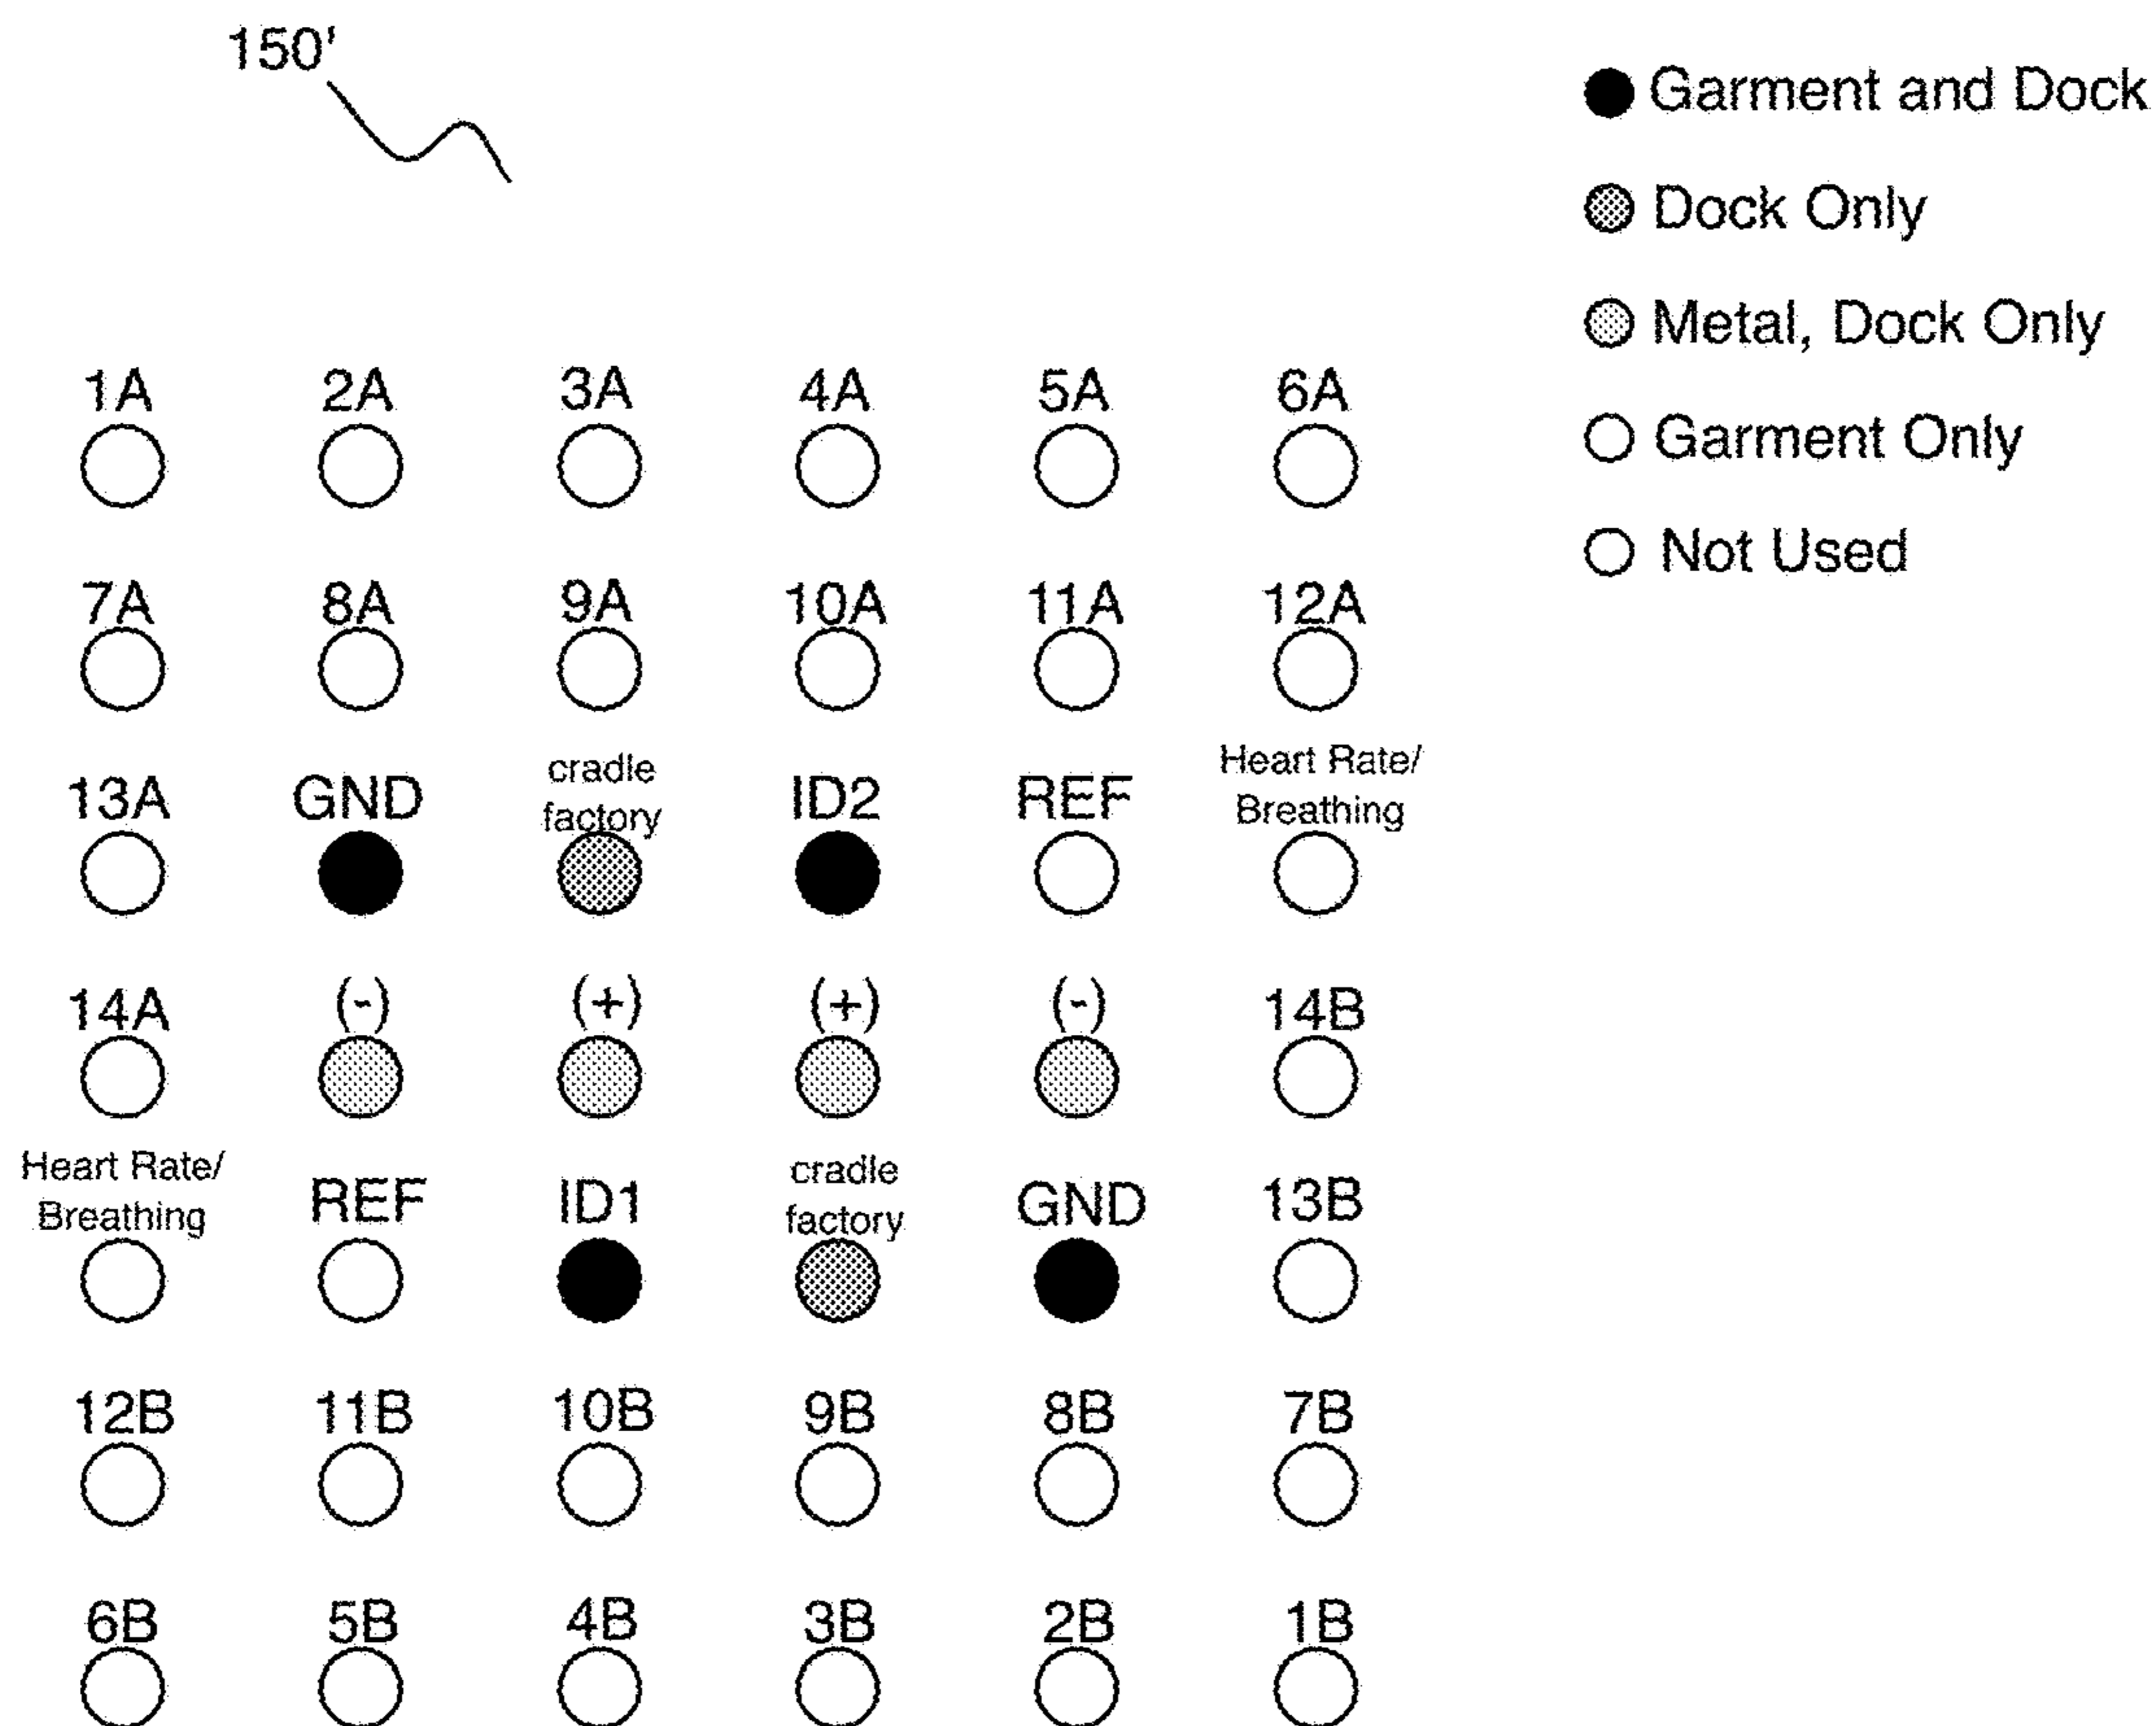 150'
Garment and Dock
Dock Only
Metal, Dock Only
Garment Only
Not Used
1A 2A 3A 4A 5A 6A
7A 8A 9A 10A 11A 12A
13A GND cradle factory ID2 REF Heart Rate/ Breathing
14A (-) (+) (+) (-) 14B
Heart Rate/ Breathing REF ID1 cradle factory GND 13B
12B 11B 10B 9B 8B 7B
6B 5B 4B 3B 2B 1B